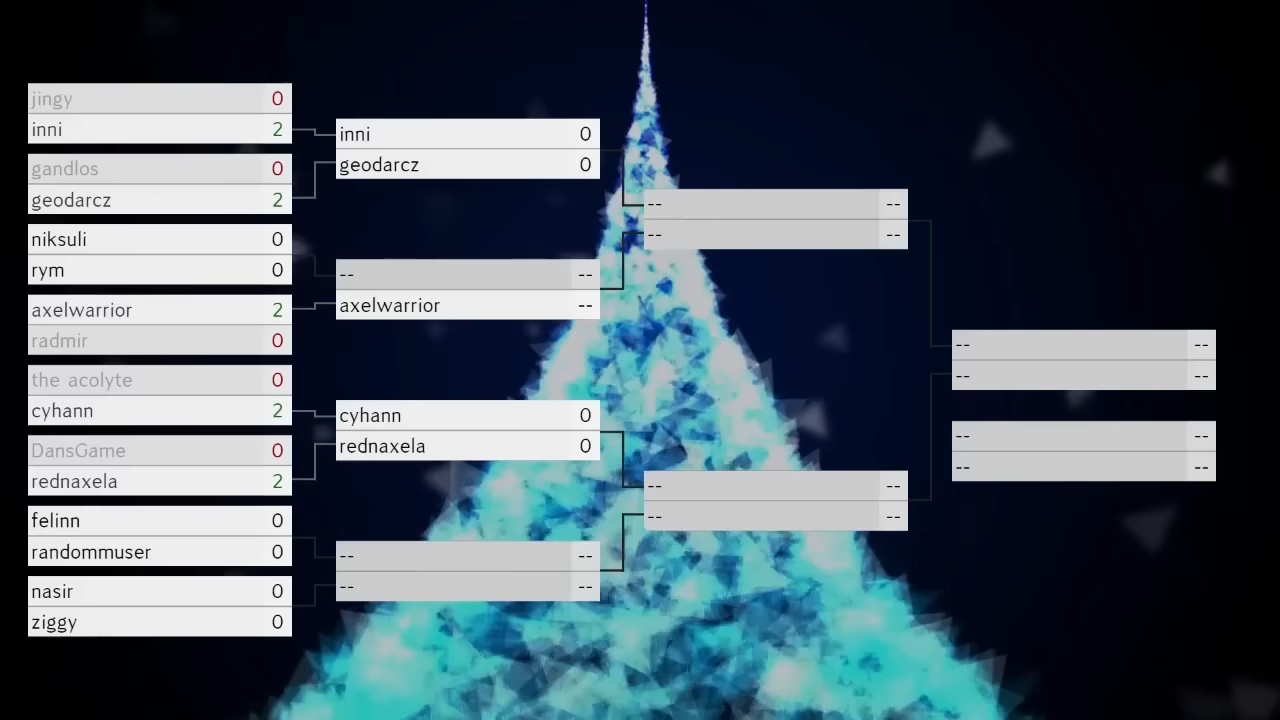 jingy 0
inni 2
gandlos 0
geodarcz 2
niksuli 0
rym 0
axelwarrior 2
radmir 0
the acolyte 0
cyhann 2
DansGame 0
rednaxela 2
felinn 0
randommuser 0
nasir 0
ziggy 0
inni 0
geodarcz 0
-- --
axelwarrior --
cyhann 0
rednaxela 0
-- --
-- --
-- --
-- --
-- --
-- --
-- --
-- --
-- --
-- --